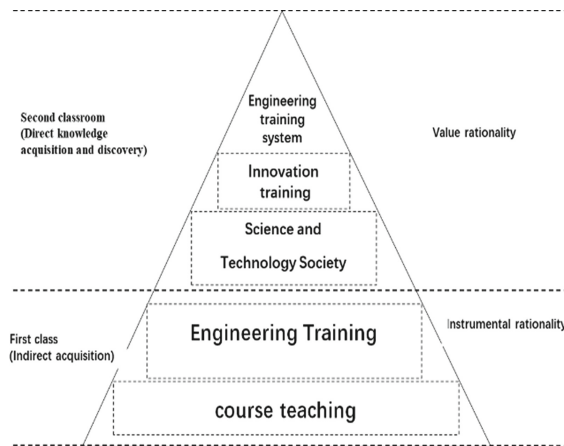 Engineering
training
system
Second classroom
(Direct knowledge
acquisition and discovery)
Value rationality
Innovation
training
Science and
Technology Society
First class
(Indirect acquisition)
Engineering Training
Instrumental rationality
course teaching